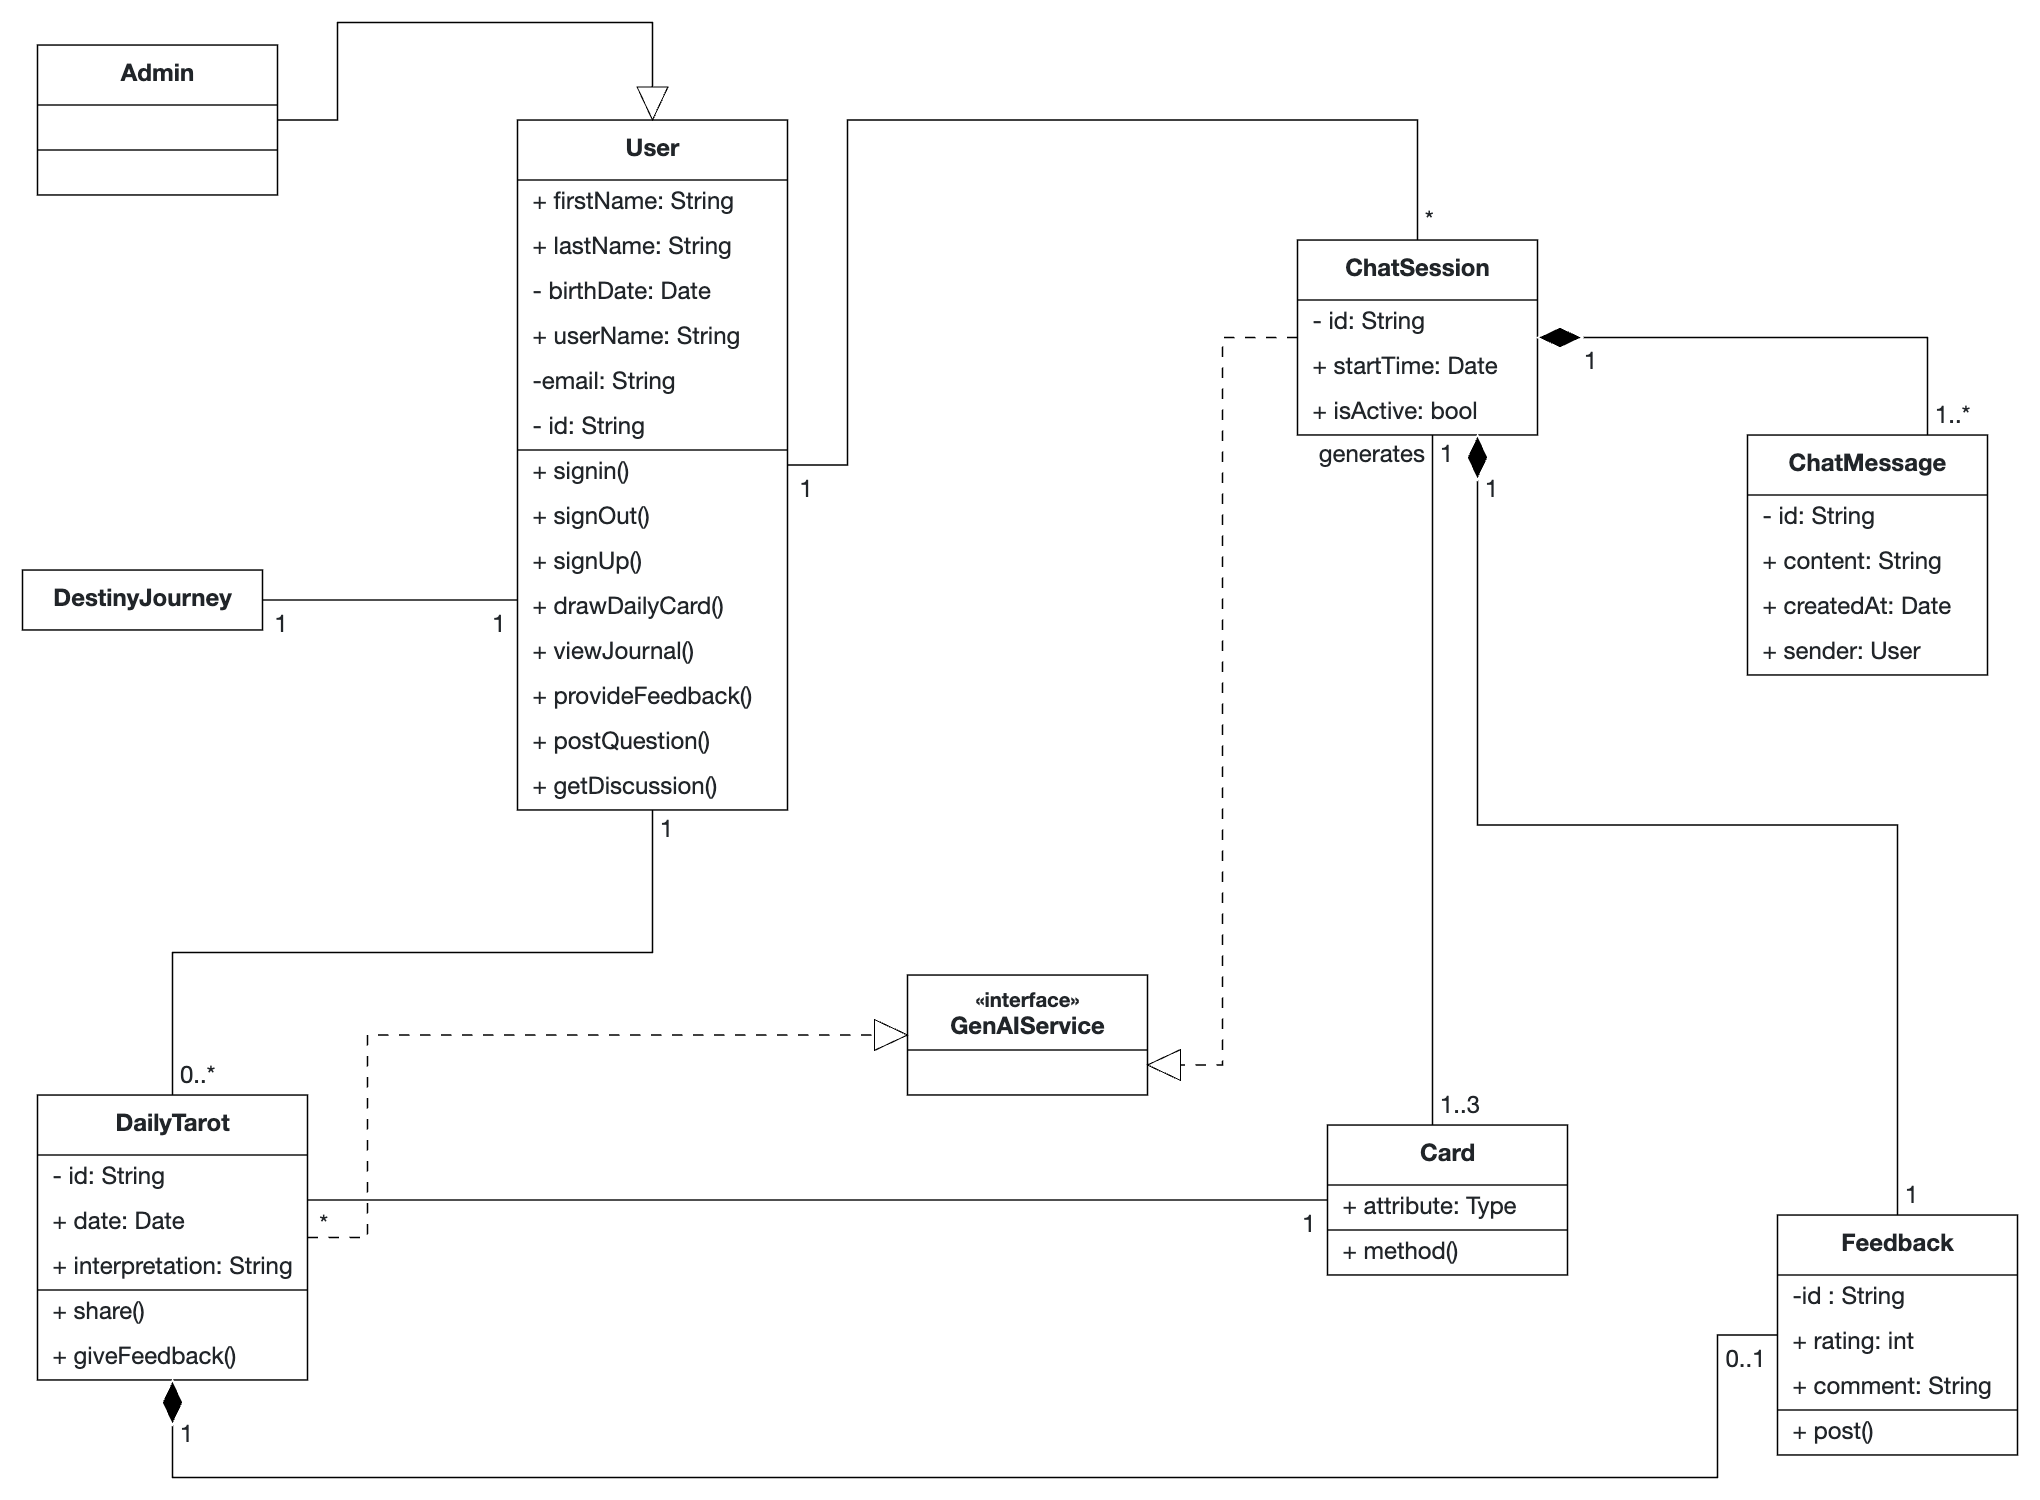 Admin
User
+ firstName: String
+ lastName: String
- birthDate: Date
+ userName: String
-email: String
- id: String
+ signin()
+ signOut()
+ signUp()
+ drawDailyCard()
+ viewJournal()
+ provideFeedback()
+ postQuestion()
+ getDiscussion()
1
*
ChatSession
- id: String
+ startTime: Date
+ isActive: bool
generates
1
1
1
1..*
ChatMessage
- id: String
+ content: String
+ createdAt: Date
+ sender: User
DestinyJourney
1
1
1
0..*
«interface»
GenAIService
DailyTarot
- id: String
+ date: Date
+ interpretation: String
+ share()
+ giveFeedback()
*
1
1..3
Card
+ attribute: Type
+ method()
1
1
Feedback
-id : String
+ rating: int
+ comment: String
+ post()
0..1